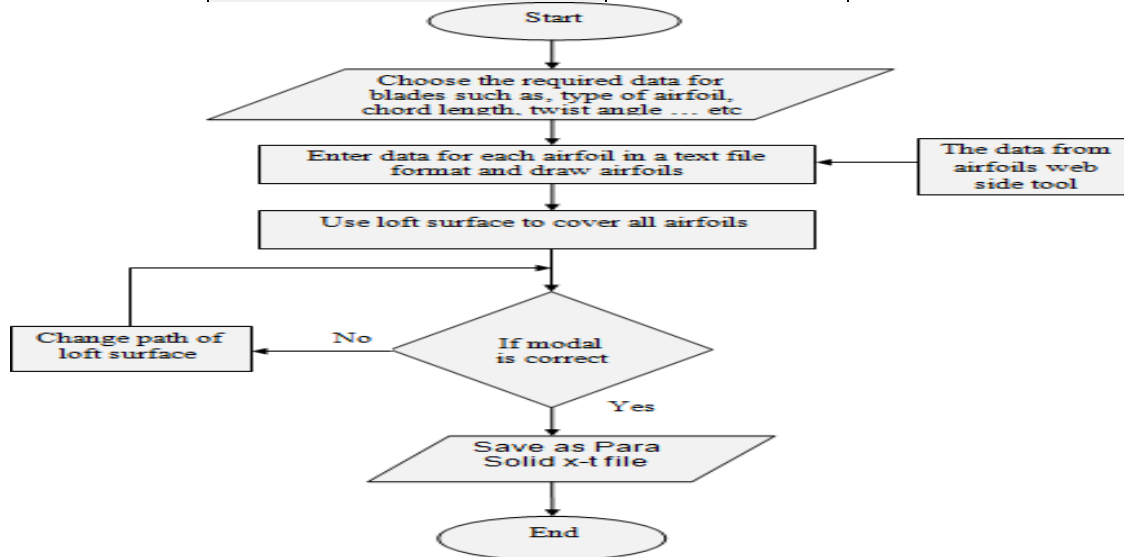 Start
Choose the required data for
blades such as, type of airfoil,
chord length, twist angle ... etc
Enter data for each airfoil in a text file
format and draw airfoils
The data from
airfoils web
side tool
Use loft surface to cover all airfoils
Change path of
loft surface
No
If modal
is correct
Yes
Save as Para
Solid x-t file
End